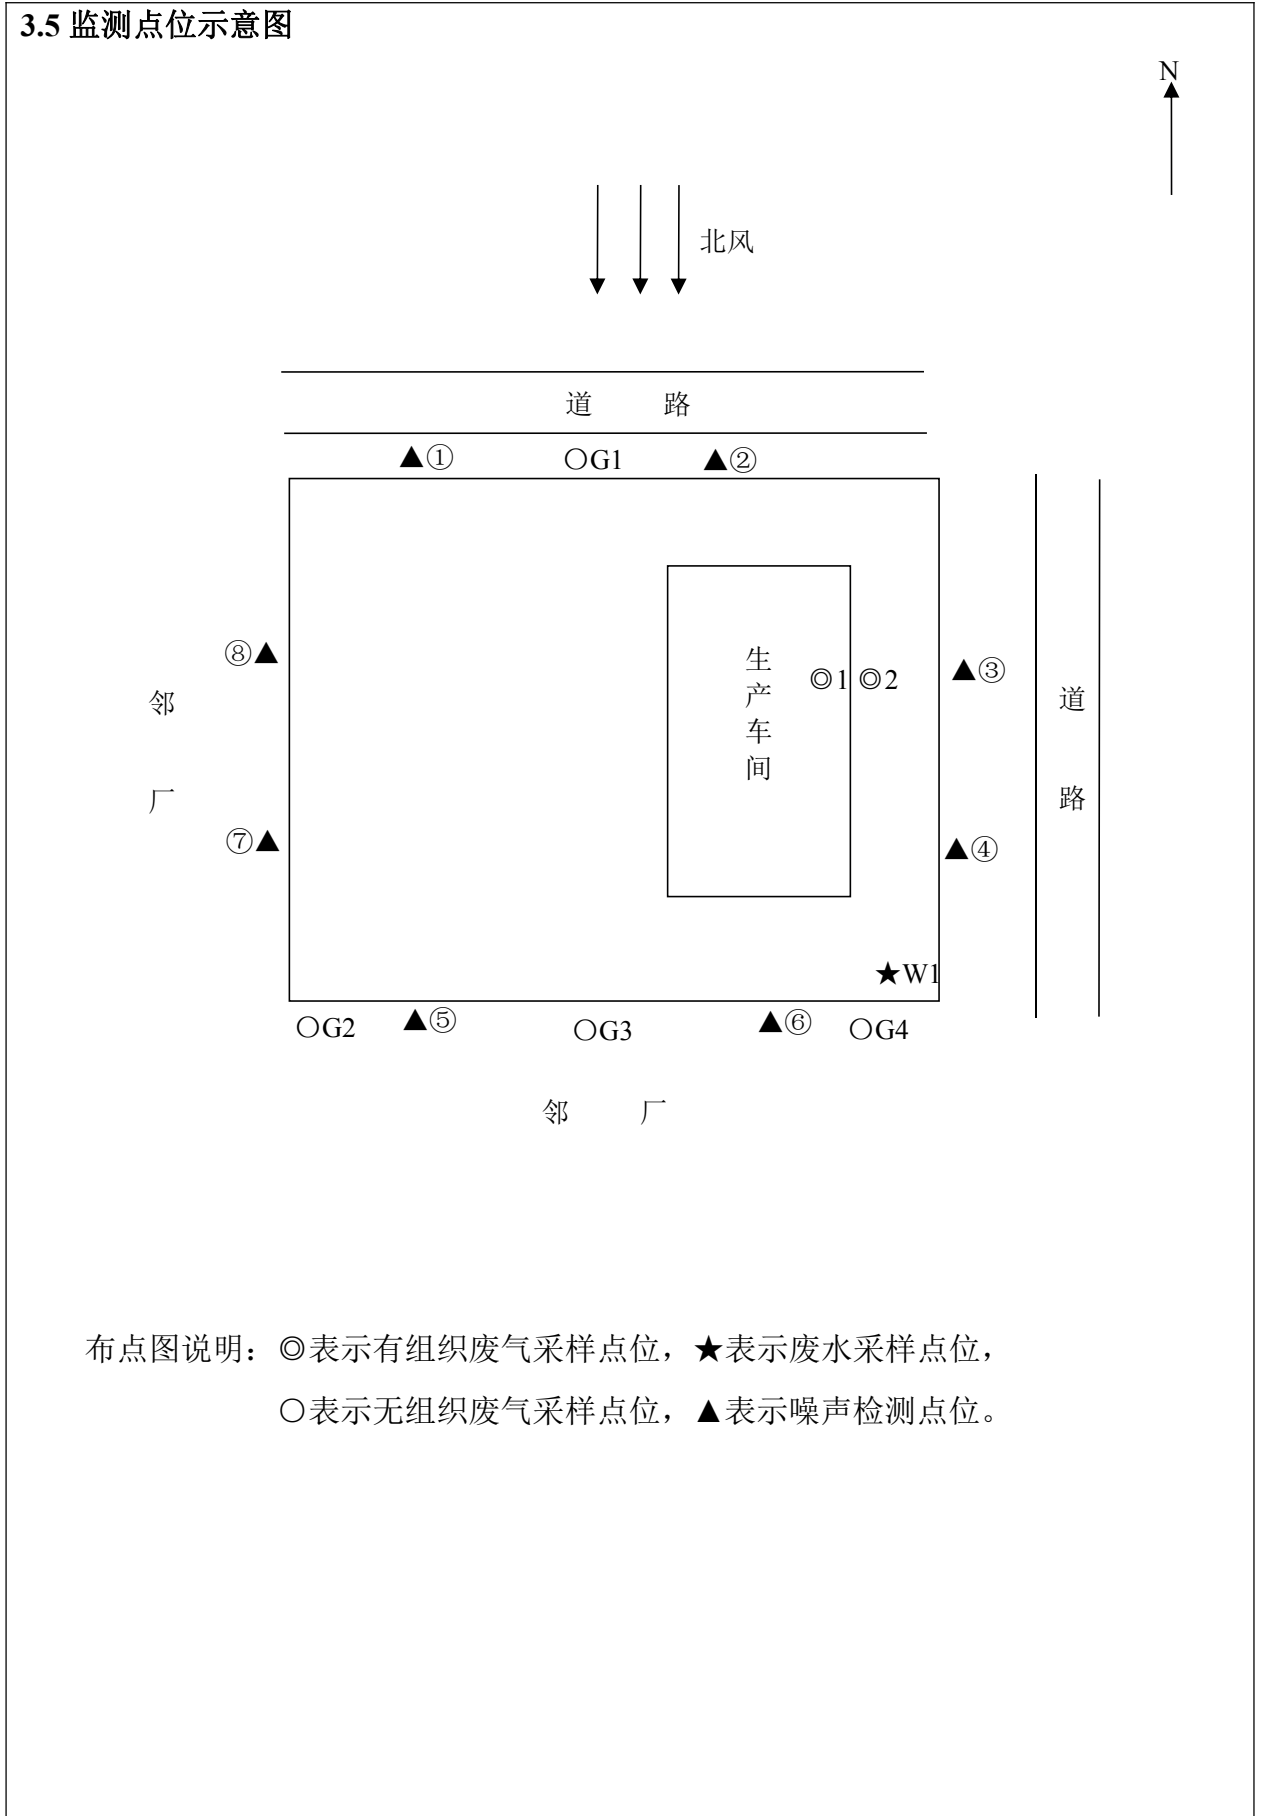 3.5 监测点位示意图
N
北风
道 路
▲① ○G1 ▲②
⑧▲
生产车间
◎1 ◎2
▲③
邻厂
道路
⑦▲
▲④
★W1
○G2 ▲⑤ ○G3 ▲⑥ ○G4
邻 厂
布点图说明：◎表示有组织废气采样点位，★表示废水采样点位，
○表示无组织废气采样点位，▲表示噪声检测点位。